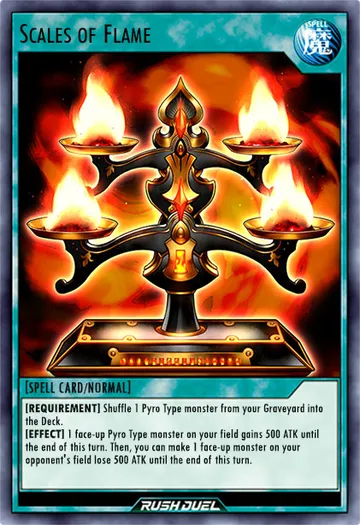 SCALES OF FLAME
SPELL
魔
[SPELL CARD/NORMAL]
[REQUIREMENT] Shuffle 1 Pyro Type monster from your Graveyard into
the Deck.
[EFFECT] 1 face-up Pyro Type monster on your field gains 500 ATK until
the end of this turn. Then, you can make 1 face-up monster on your
opponent's field lose 500 ATK until the end of this turn.
RUSH DUEL